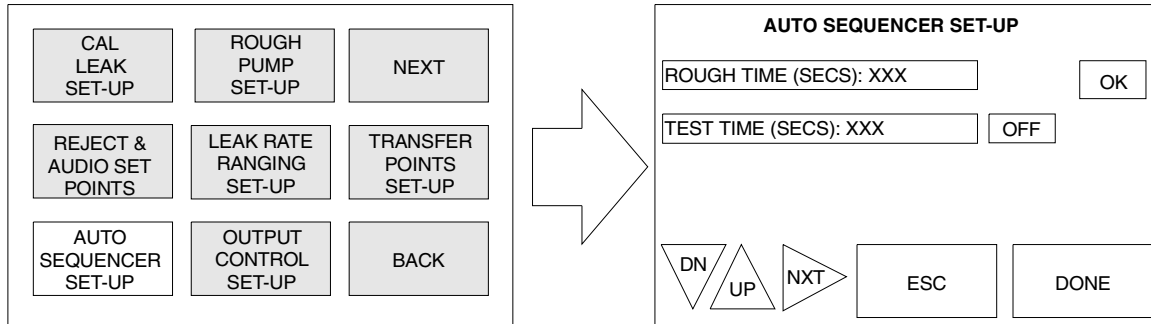 CAL
LEAK
SET-UP
ROUGH
PUMP
SET-UP
NEXT
REJECT &
AUDIO SET
POINTS
LEAK RATE
RANGING
SET-UP
TRANSFER
POINTS
SET-UP
AUTO
SEQUENCER
SET-UP
OUTPUT
CONTROL
SET-UP
BACK
AUTO SEQUENCER SET-UP
ROUGH TIME (SECS): XXX
OK
TEST TIME (SECS): XXX
OFF
DN
UP
NXT
ESC
DONE